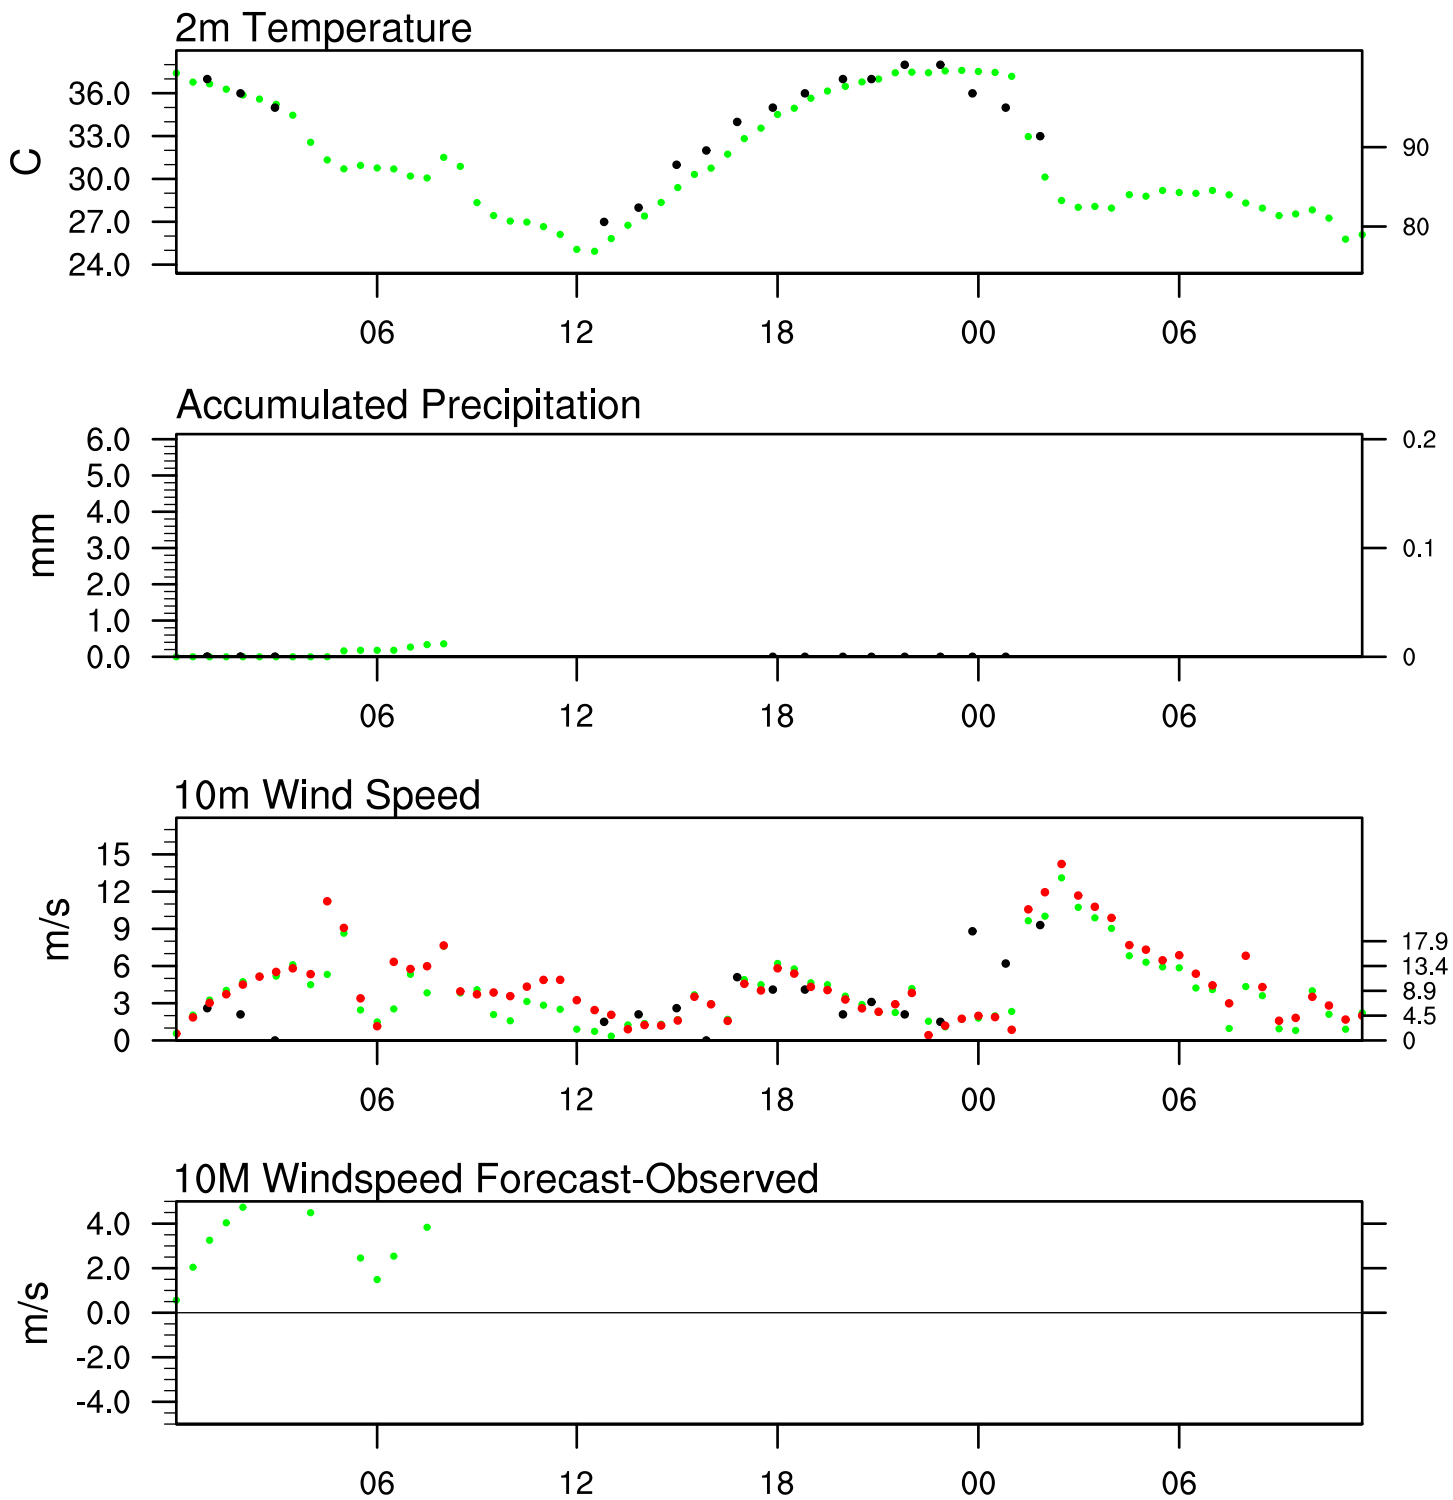 2m Temperature
C
36.0
33.0
30.0
27.0
24.0
90
80
06 12 18 00 06
Accumulated Precipitation
mm
6.0
5.0
4.0
3.0
2.0
1.0
0.0
0.2
0.1
0
06 12 18 00 06
10m Wind Speed
m/s
15
12
9
6
3
0
17.9
13.4
8.9
4.5
0
06 12 18 00 06
10M Windspeed Forecast-Observed
m/s
4.0
2.0
0.0
-2.0
-4.0
06 12 18 00 06